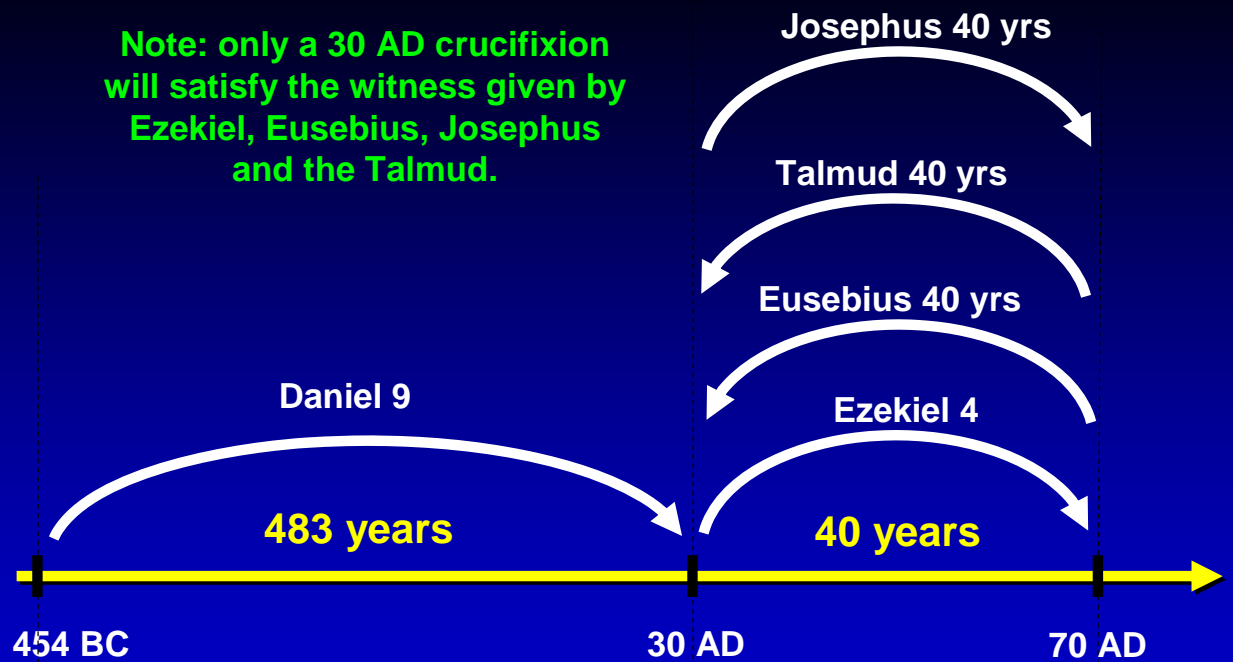 Note: only a 30 AD crucifixion
will satisfy the witness given by
Ezekiel, Eusebius, Josephus
and the Talmud.
Josephus 40 yrs
Talmud 40 yrs
Eusebius 40 yrs
Daniel 9
Ezekiel 4
483 years
40 years
454 BC
30 AD
70 AD